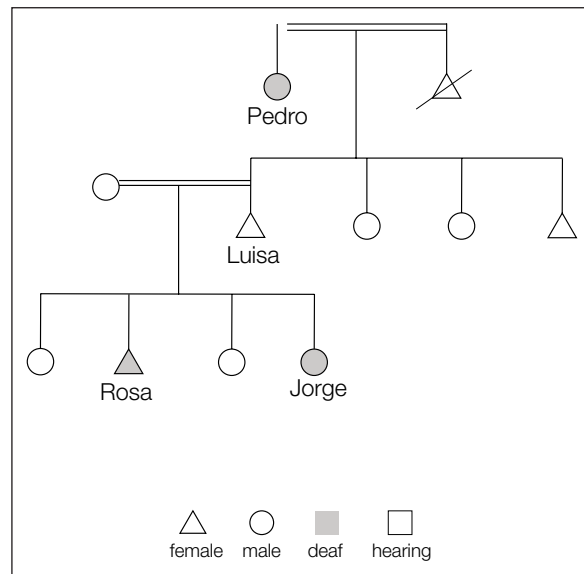 Pedro
Luisa
Rosa
Jorge
female male deaf hearing